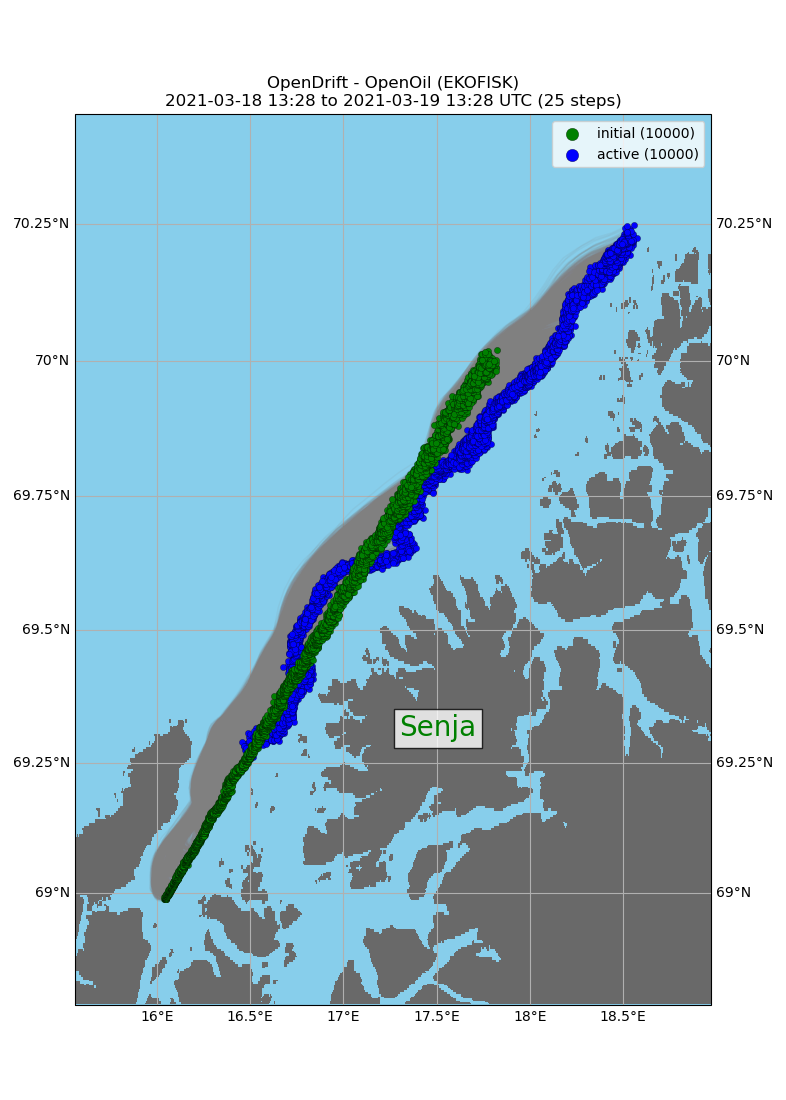 OpenDrift - OpenOil (EKOFISK)
2021-03-18 13:28 to 2021-03-19 13:28 UTC (25 steps)
initial (10000)
active (10000)
70.25°N
70.25°N
70°N
70°N
69.75°N
69.75°N
69.5°N
69.5°N
Senja
69.25°N
69.25°N
69°N
69°N
16°E
16.5°E
17°E
17.5°E
18°E
18.5°E